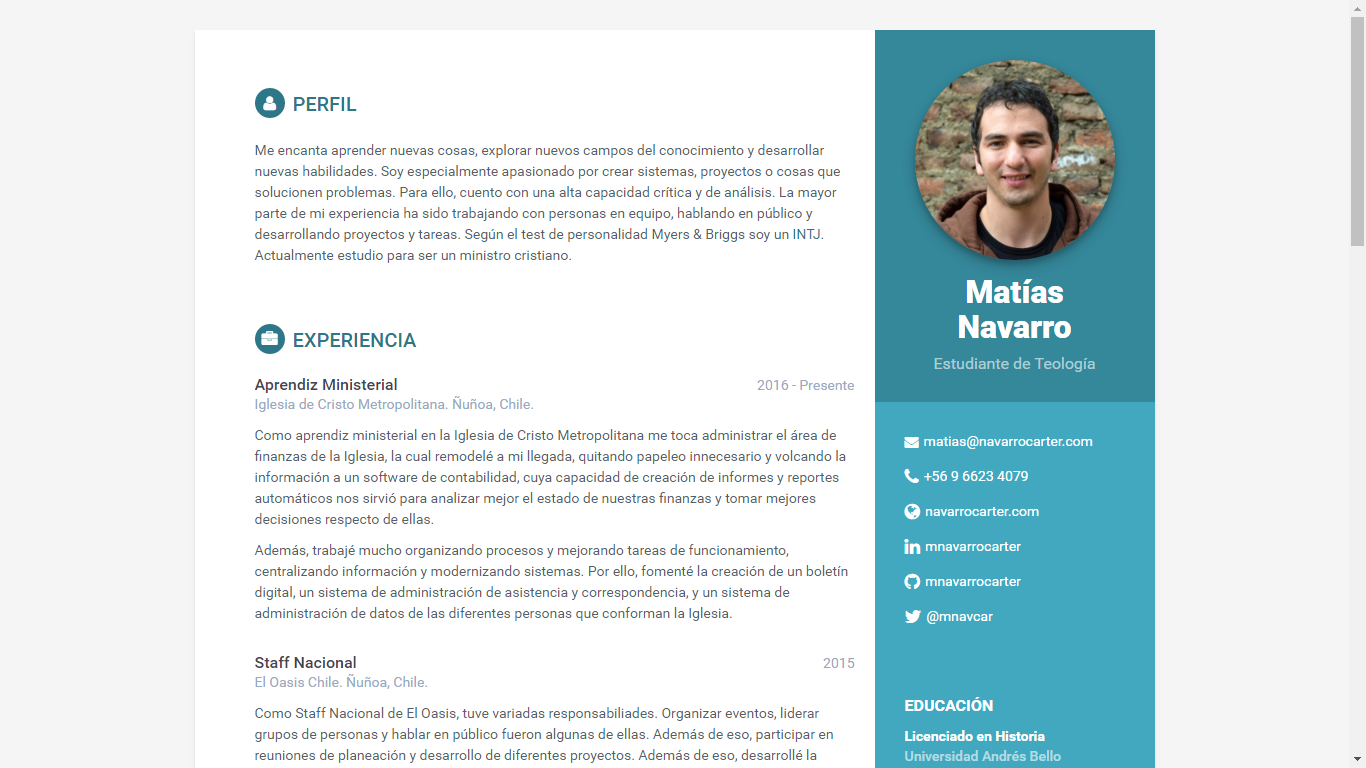 PERFIL
Me encanta aprender nuevas cosas, explorar nuevos campos del conocimiento y desarrollar
nuevas habilidades. Soy especialmente apasionado por crear sistemas, proyectos o cosas que
solucionen problemas. Para ello, cuento con una alta capacidad crítica y de análisis. La mayor
parte de mi experiencia ha sido trabajando con personas en equipo, hablando en público y
desarrollando proyectos y tareas. Según el test de personalidad Myers & Briggs soy un INTJ.
Actualmente estudio para ser un ministro cristiano.
EXPERIENCIA
Aprendiz Ministerial
2016 - Presente
Iglesia de Cristo Metropolitana. Ñuñoa, Chile.
Como aprendiz ministerial en la Iglesia de Cristo Metropolitana me toca administrar el área de
finanzas de la Iglesia, la cual remodelé a mi llegada, quitando papeleo innecesario y volcando la
información a un software de contabilidad, cuya capacidad de creación de informes y reportes
automáticos nos sirvió para analizar mejor el estado de nuestras finanzas y tomar mejores
decisiones respecto de ellas.
Además, trabajé mucho organizando procesos y mejorando tareas de funcionamiento,
centralizando información y modernizando sistemas. Por ello, fomenté la creación de un boletín
digital, un sistema de administración de asistencia y correspondencia, y un sistema de
administración de datos de las diferentes personas que conforman la Iglesia.
Staff Nacional
2015
El Oasis Chile. Ñuñoa, Chile.
Como Staff Nacional de El Oasis, tuve variadas responsabiliades. Organizar eventos, liderar
grupos de personas y hablar en público fueron algunas de ellas. Además de eso, participar en
reuniones de planeación y desarrollo de diferentes proyectos. Además de eso, desarrollé la
Matías
Navarro
Estudiante de Teología
matias@navarrocarter.com
+56 9 6623 4079
navarrocarter.com
mnavarrocarter
mnavarrocarter
@mnavcar
EDUCACIÓN
Licenciado en Historia
Universidad Andrés Bello